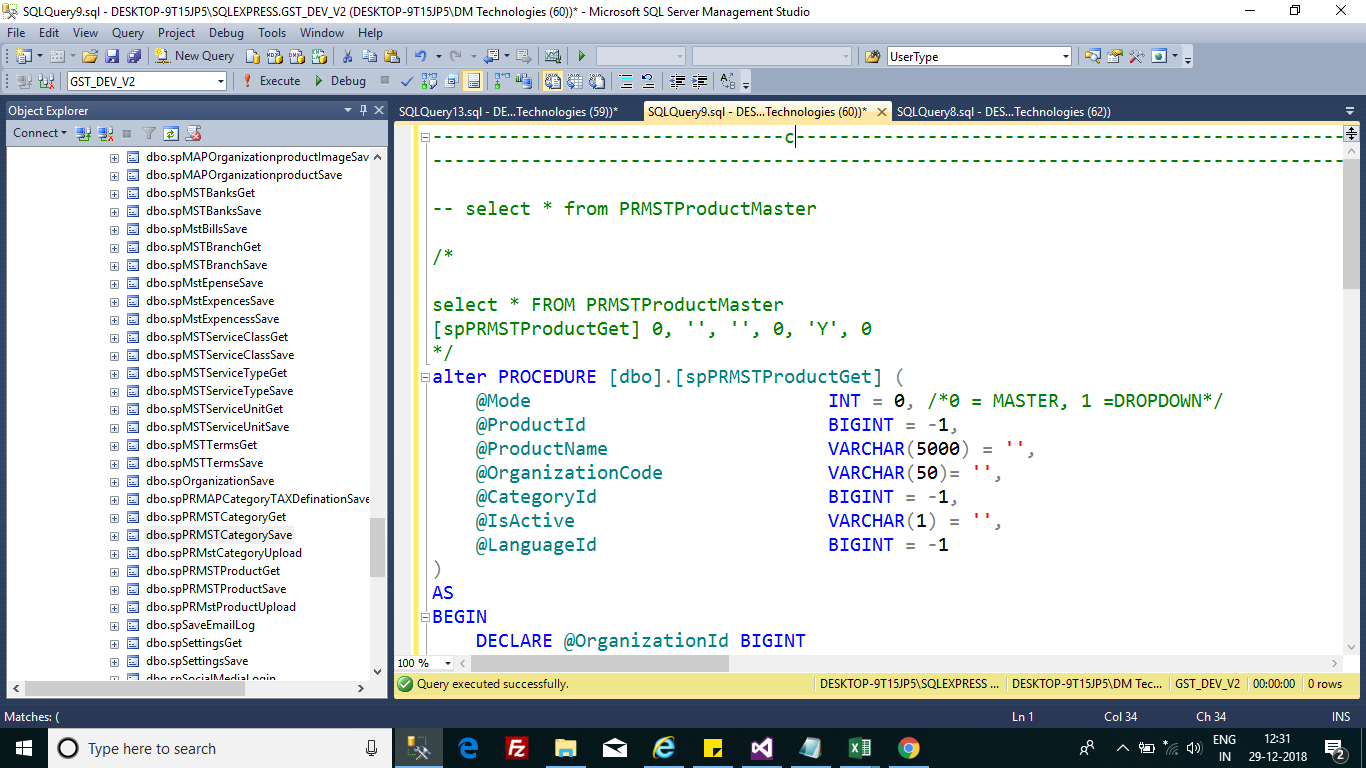 SQLQuery9.sql - DESKTOP-9T15JP5\SQLEXPRESS.GST_DEV_V2 (DESKTOP-9T15JP5\DM Technologies (60))* - Microsoft SQL Server Management Studio
File Edit View Query Project Debug Tools Window Help
New Query UserType
GST_DEV_V2 Execute Debug
Object Explorer
Connect
dbo.spMAPOrganizationproductImageSav
dbo.spMAPOrganizationproductSave
dbo.spMSTBanksGet
dbo.spMSTBanksSave
dbo.spMstBillsSave
dbo.spMSTBranchGet
dbo.spMSTBranchSave
dbo.spMstEpenseSave
dbo.spMstExpencesSave
dbo.spMstExpencessSave
dbo.spMSTServiceClassGet
dbo.spMSTServiceClassSave
dbo.spMSTServiceTypeGet
dbo.spMSTServiceTypeSave
dbo.spMSTServiceUnitGet
dbo.spMSTServiceUnitSave
dbo.spMSTTermsGet
dbo.spMSTTermsSave
dbo.spOrganizationSave
dbo.spPRMAPCategoryTAXDefinationSave
dbo.spPRMSTCategoryGet
dbo.spPRMSTCategorySave
dbo.spPRMstCategoryUpload
dbo.spPRMSTProductGet
dbo.spPRMSTProductSave
dbo.spPRMstProductUpload
dbo.spSaveEmailLog
dbo.spSettingsGet
dbo.spSettingsSave
dbo.spSocialMediaLogin
SQLQuery13.sql - DE...Technologies (59))* SQLQuery9.sql - DES...Technologies (60))* SQLQuery8.sql - DES...Technologies (62))
--------------------------------c--------------------------------------------------
-----------------------------------------------------------------------------------
-- select * from PRMSTProductMaster
/*
select * FROM PRMSTProductMaster
[spPRMSTProductGet] 0, '', '', 0, 'Y', 0
*/
alter PROCEDURE [dbo].[spPRMSTProductGet] (
@Mode INT = 0, /*0 = MASTER, 1 =DROPDOWN*/
@ProductId BIGINT = -1,
@ProductName VARCHAR(5000) = '',
@OrganizationCode VARCHAR(50)= '',
@CategoryId BIGINT = -1,
@IsActive VARCHAR(1) = '',
@LanguageId BIGINT = -1
)
AS
BEGIN
DECLARE @OrganizationId BIGINT
100 %
Query executed successfully. DESKTOP-9T15JP5\SQLEXPRESS ... DESKTOP-9T15JP5\DM Tec... GST_DEV_V2 00:00:00 0 rows
Matches: ( Ln 1 Col 34 Ch 34 INS
Type here to search
ENG
IN
12:31
29-12-2018
2